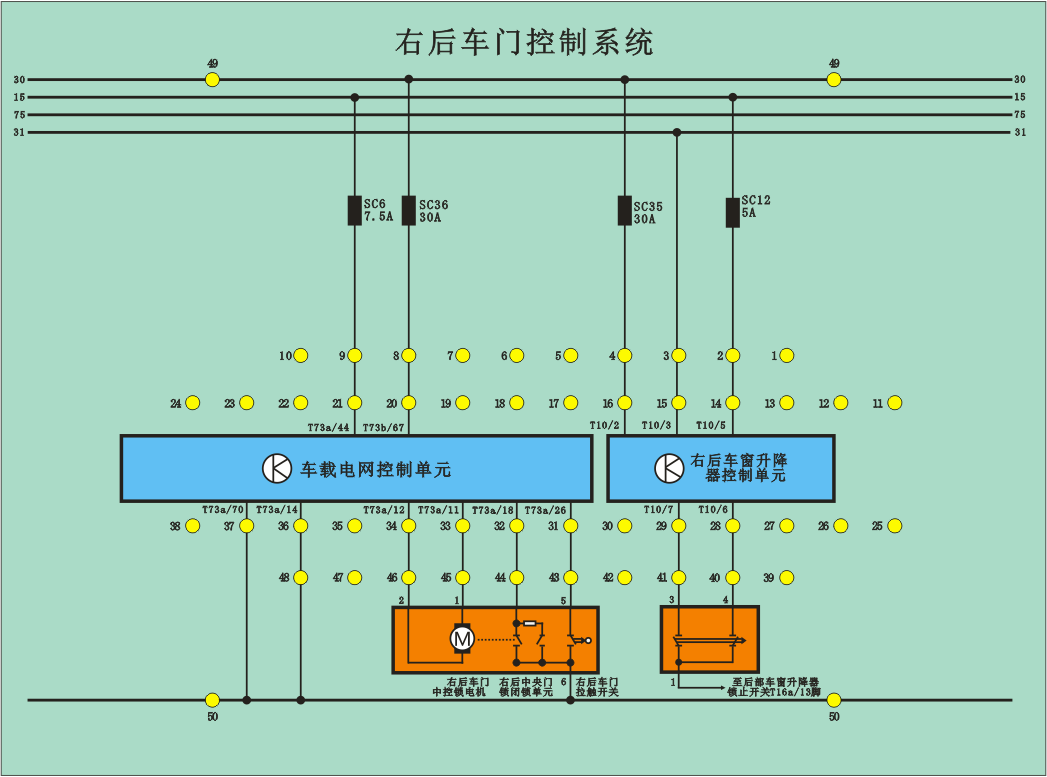 右后车门控制系统
49 49
30 30
15 15
75 75
31 31
SC6 SC36 SC35 SC12
7.5A 30A 30A 5A
10 9 8 7 6 5 4 3 2 1
24 23 22 21 20 19 18 17 16 15 14 13 12 11
T73a/44 T73b/67 T10/2 T10/3 T10/5
车载电网控制单元
右后车窗升降
器控制单元
T73a/70 T73a/14 T73a/12 T73a/11 T73a/18 T73a/26 T10/7 T10/6
38 37 36 35 34 33 32 31 30 29 28 27 26 25
48 47 46 45 44 43 42 41 40 39
2 1 5 3 4
M
右后车门
中控锁电机
右后中央门
锁闭锁单元
6
右后车门
拉触开关
1
至后部车窗升降器
锁止开关T16a/13脚
50 50